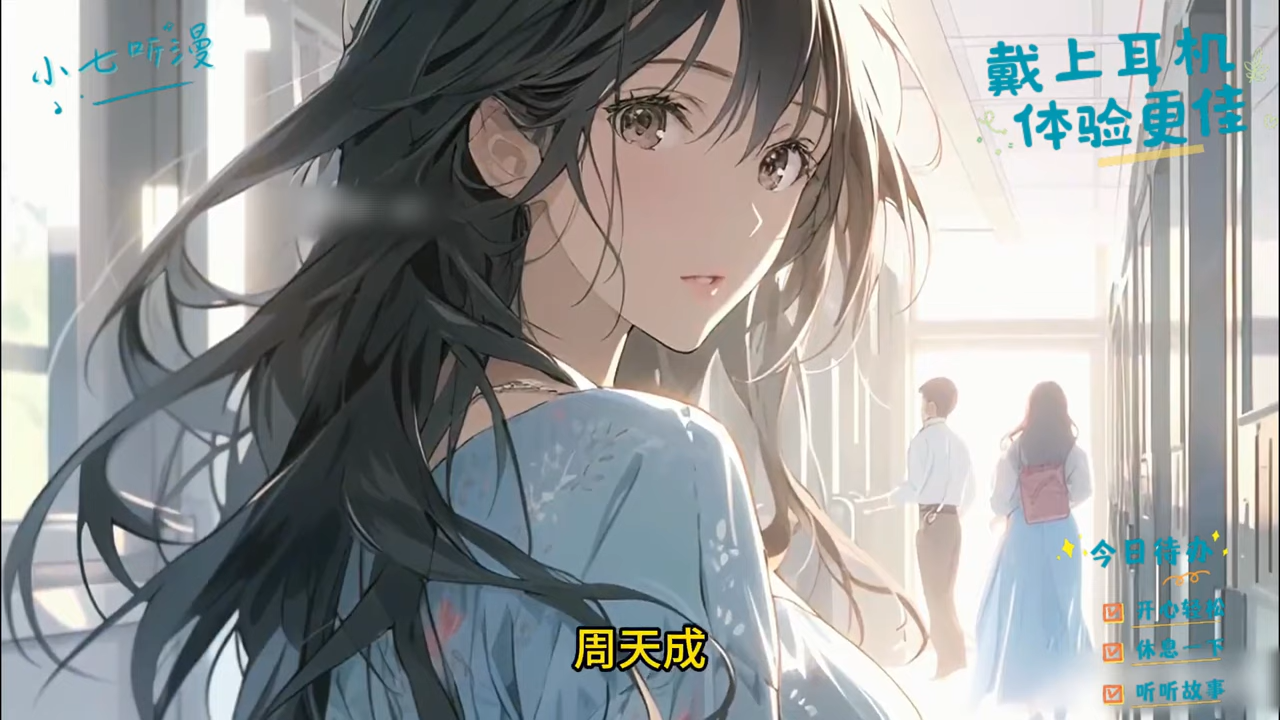 小七听漫
戴上耳机
体验更佳
今日待办
开心轻松
休息一下
听听故事
周天成